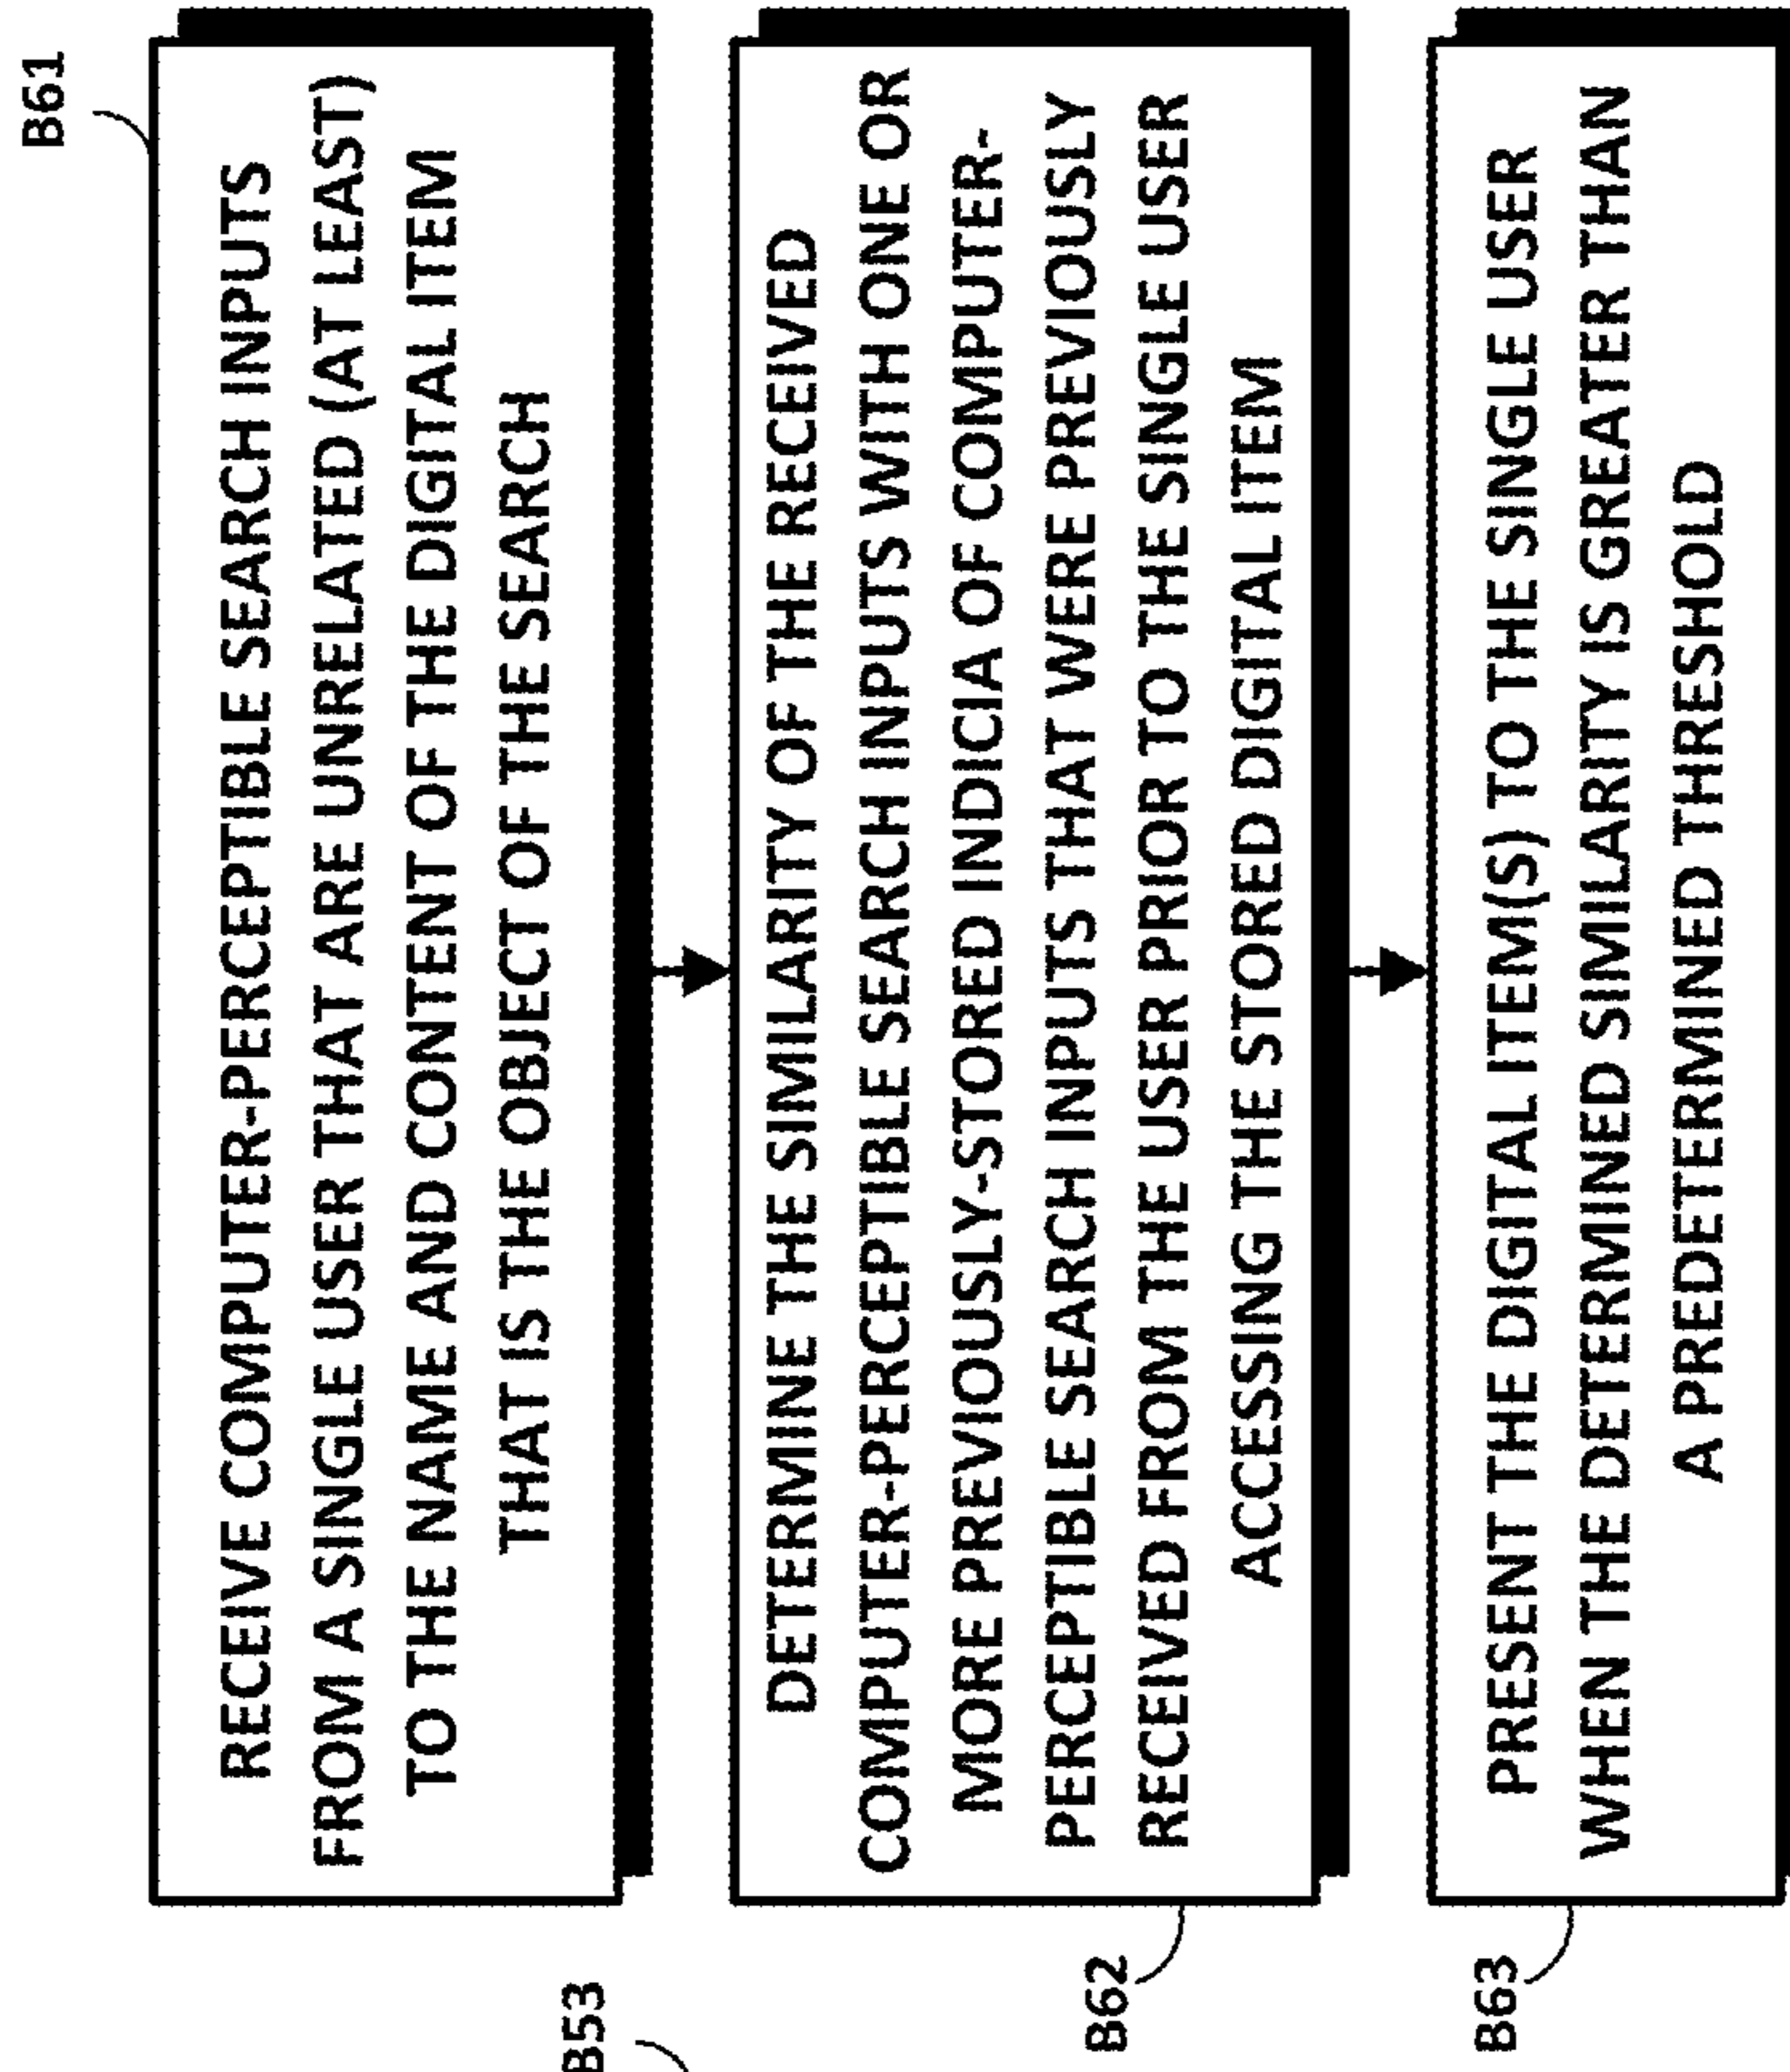 B61
RECEIVE COMPUTER-PERCEPTIBLE SEARCH INPUTS
FROM A SINGLE USER THAT ARE UNRELATED (AT LEAST)
TO THE NAME AND CONTENT OF THE DIGITAL ITEM
THAT IS THE OBJECT OF THE SEARCH
B53
DETERMINE THE SIMILARITY OF THE RECEIVED
COMPUTER-PERCEPTIBLE SEARCH INPUTS WITH ONE OR
MORE PREVIOUSLY-STORED INDICIA OF COMPUTER-
PERCEPTIBLE SEARCH INPUTS THAT WERE PREVIOUSLY
RECEIVED FROM THE USER PRIOR TO THE SINGLE USER
ACCESSING THE STORED DIGITAL ITEM
B62
PRESENT THE DIGITAL ITEM(S) TO THE SINGLE USER
WHEN THE DETERMINED SIMILARITY IS GREATER THAN
A PREDETERMINED THRESHOLD
B63